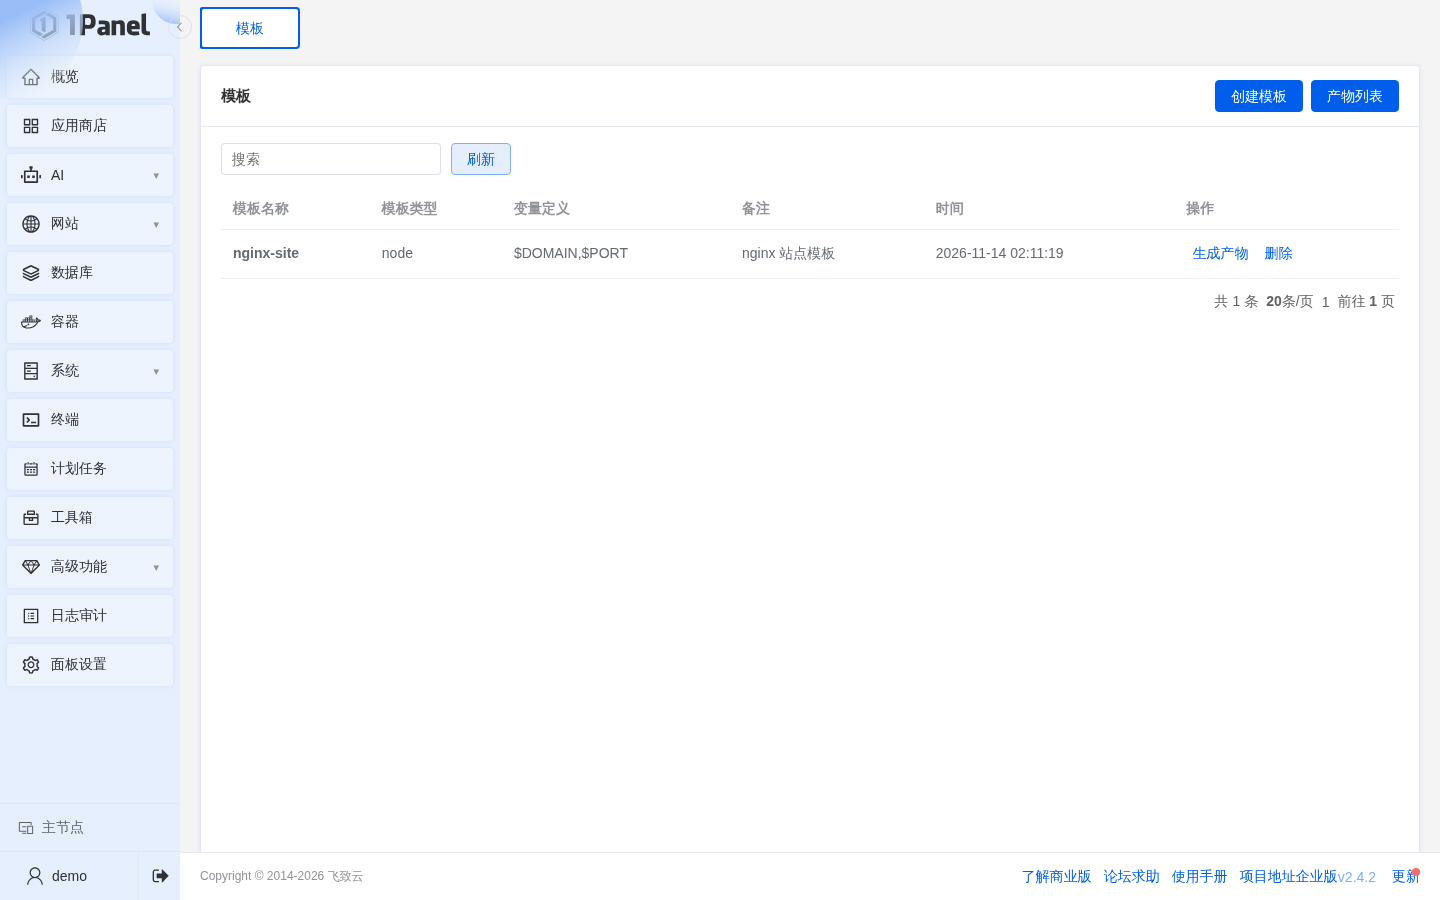 1Panel
概览
应用商店
AI
网站
数据库
容器
系统
终端
计划任务
工具箱
高级功能
日志审计
面板设置
主节点
demo
模板
模板
创建模板 产物列表
搜索 刷新
模板名称 模板类型 变量定义 备注 时间 操作
nginx-site node $DOMAIN,$PORT nginx 站点模板 2026-11-14 02:11:19 生成产物 删除
共 1 条 20条/页 1 前往 1 页
Copyright © 2014-2026 飞致云 了解商业版 论坛求助 使用手册 项目地址企业版v2.4.2 更新